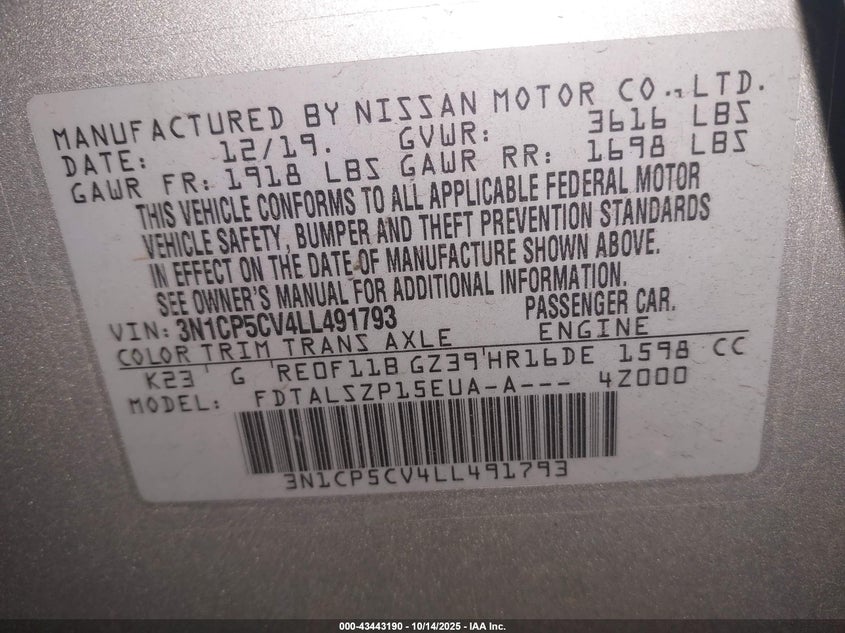 MANUFACTURED BY NISSAN MOTOR CO.,LTD.
DATE: 12/19. GVWR: 3616 LBS
GAWR FR: 1918 LBS GAWR RR: 1698 LBS
THIS VEHICLE CONFORMS TO ALL APPLICABLE FEDERAL MOTOR
VEHICLE SAFETY, BUMPER AND THEFT PREVENTION STANDARDS
IN EFFECT ON THE DATE OF MANUFACTURE SHOWN ABOVE.
SEE OWNER'S MANUAL FOR ADDITIONAL INFORMATION.
VIN: 3N1CP5CV4LL491793 PASSENGER CAR.
COLOR TRIM TRANS AXLE ENGINE
K23 G RE0F11B GZ39 HR16DE 1598 CC
MODEL: FDTALSZP15EUA-A--- 4Z000
3N1CP5CV4LL491793
000-43443190 - 10/14/2025 - IAA Inc.